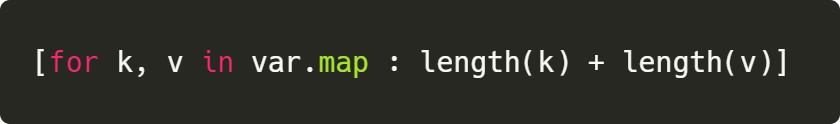 [for k, v in var.map : length(k) + length(v)]